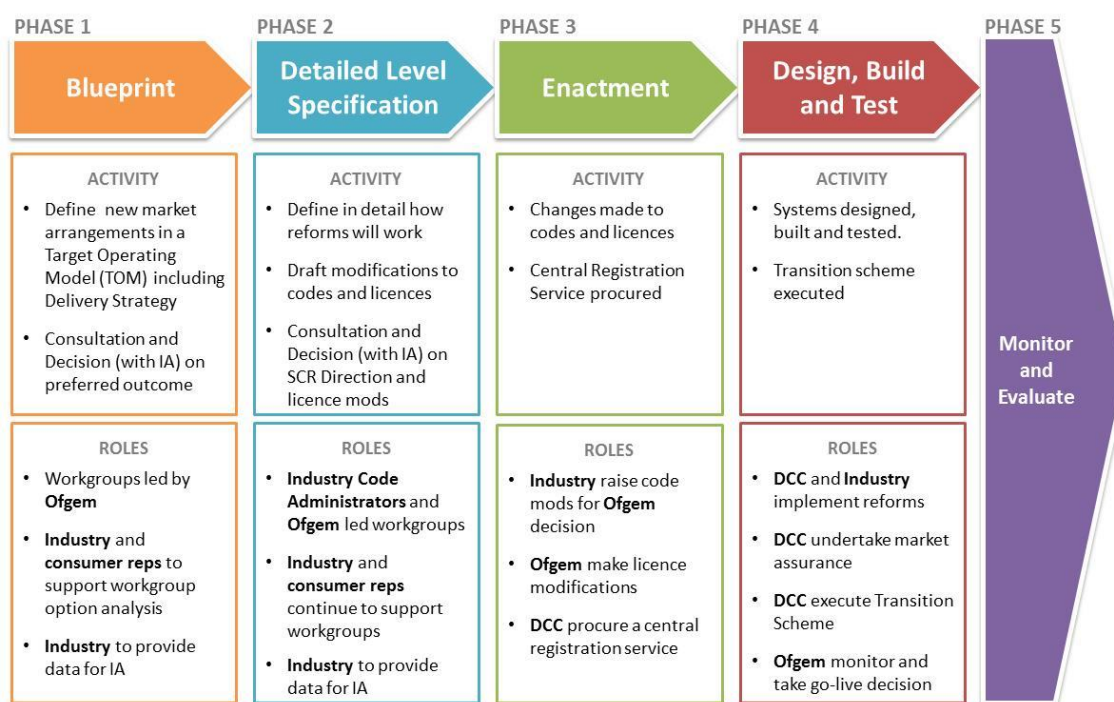 PHASE 1
Blueprint
ACTIVITY
• Define new market
arrangements in a
Target Operating
Model (TOM) including
Delivery Strategy
• Consultation and
Decision (with IA) on
preferred outcome
ROLES
• Workgroups led by
Ofgem
• Industry and
consumer reps to
support workgroup
option analysis
• Industry to provide
data for IA
PHASE 2
Detailed Level
Specification
ACTIVITY
• Define in detail how
reforms will work
• Draft modifications to
codes and licences
• Consultation and
Decision (with IA) on
SCR Direction and
licence mods
ROLES
• Industry Code
Administrators and
Ofgem led workgroups
• Industry and
consumer reps
continue to support
workgroups
• Industry to provide
data for IA
PHASE 3
Enactment
ACTIVITY
• Changes made to
codes and licences
• Central Registration
Service procured
ROLES
• Industry raise code
mods for Ofgem
decision
• Ofgem make licence
modifications
• DCC procure a central
registration service
PHASE 4
Design, Build
and Test
ACTIVITY
• Systems designed,
built and tested.
• Transition scheme
executed
ROLES
• DCC and Industry
implement reforms
• DCC undertake market
assurance
• DCC execute Transition
Scheme
• Ofgem monitor and
take go-live decision
PHASE 5
Monitor
and
Evaluate